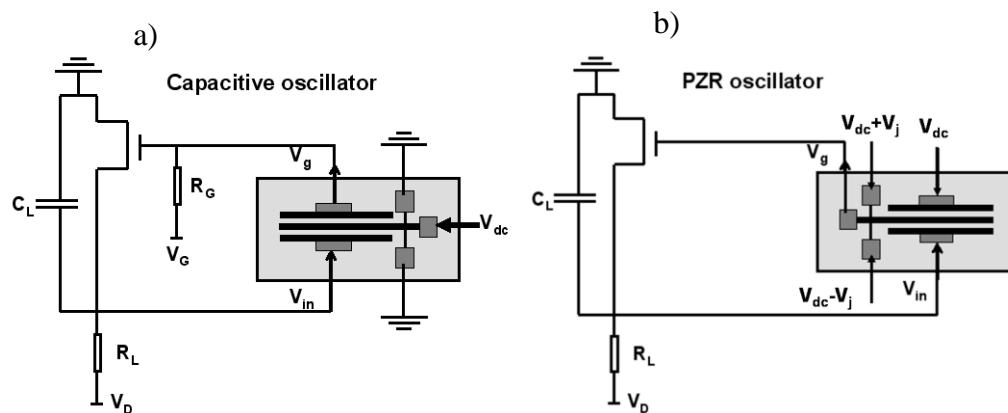 a)
Capacitive oscillator
V_g
R_G
C_L
V_G
V_dc
V_in
R_L
V_D
b)
PZR oscillator
V_dc+V_j
V_dc
V_g
C_L
V_dc-V_j
V_in
R_L
V_D